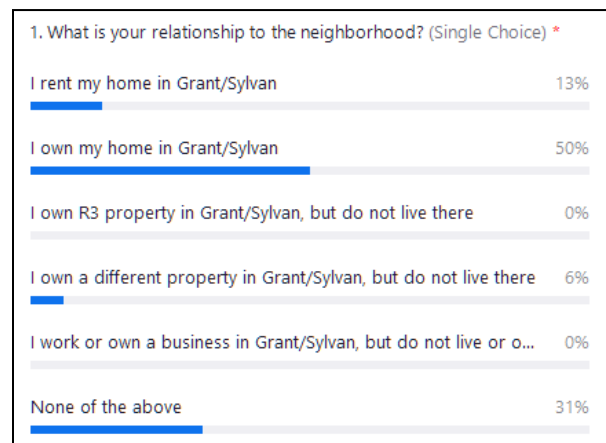 1. What is your relationship to the neighborhood? (Single Choice) *
I rent my home in Grant/Sylvan 13%
I own my home in Grant/Sylvan 50%
I own R3 property in Grant/Sylvan, but do not live there 0%
I own a different property in Grant/Sylvan, but do not live there 6%
I work or own a business in Grant/Sylvan, but do not live or o... 0%
None of the above 31%